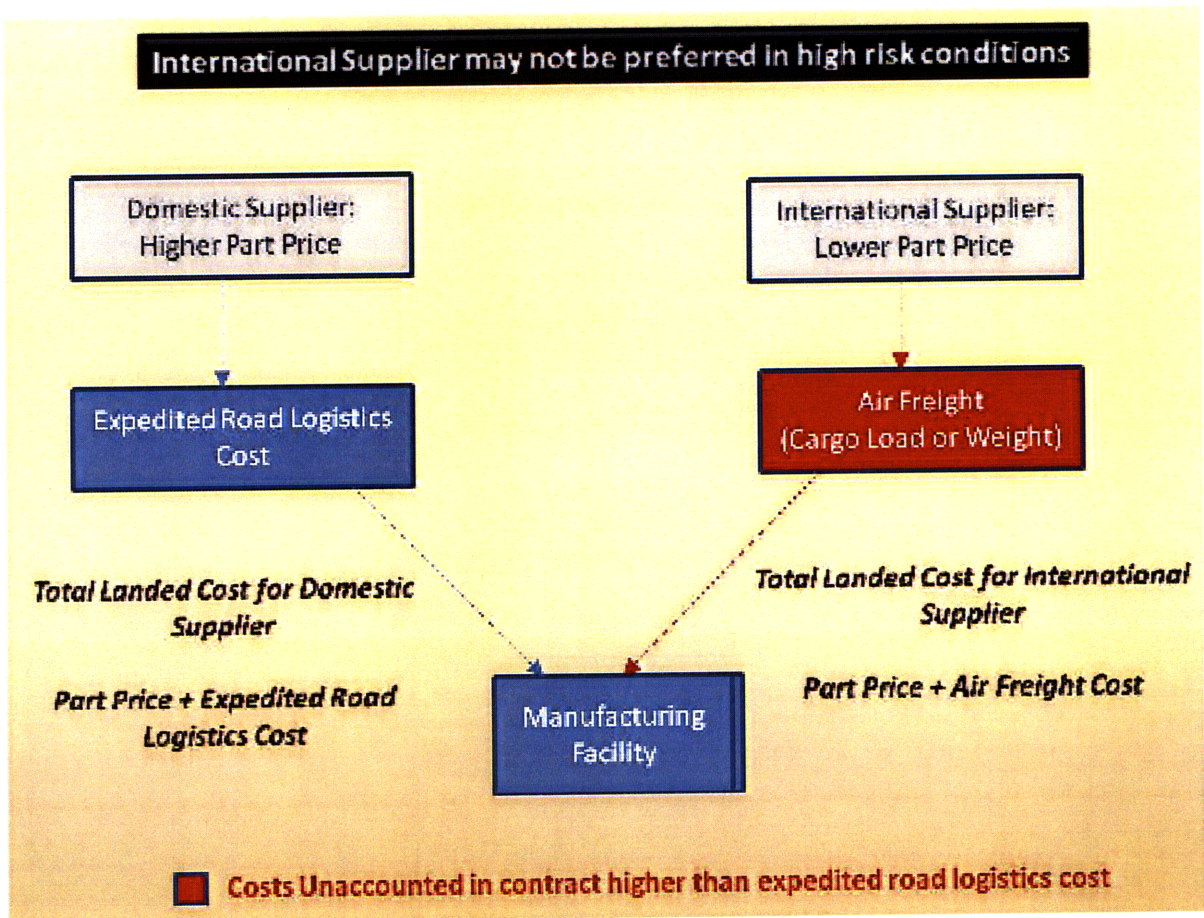 International Supplier may not be preferred in high risk conditions
Domestic Supplier:
Higher Part Price
International Supplier:
Lower Part Price
Expedited Road Logistics
Cost
Air Freight
(Cargo Load or Weight)
Total Landed Cost for Domestic
Supplier
Total Landed Cost for International
Supplier
Part Price + Expedited Road
Logistics Cost
Part Price + Air Freight Cost
Manufacturing
Facility
Costs Unaccounted in contract higher than expedited road logistics cost